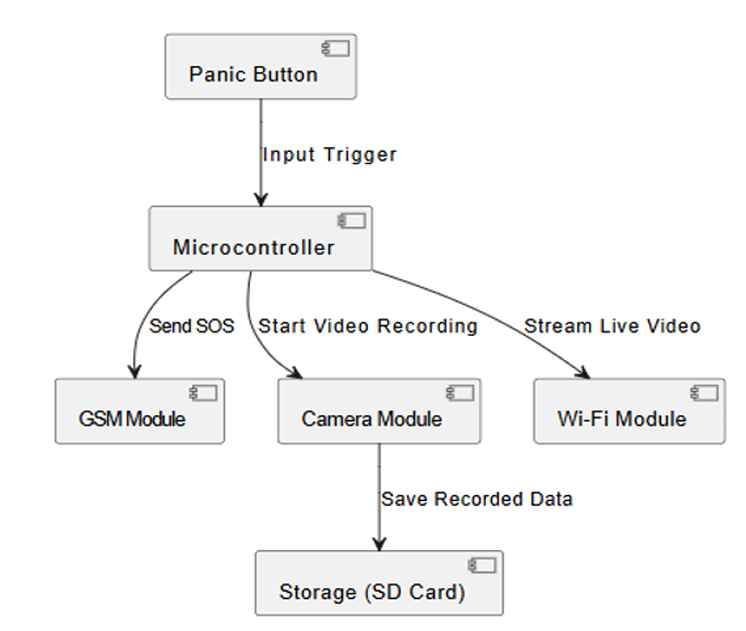 Panic Button
Input Trigger
Microcontroller
Send SOS
Start Video Recording
Stream Live Video
GSM Module
Camera Module
Wi-Fi Module
Save Recorded Data
Storage (SD Card)